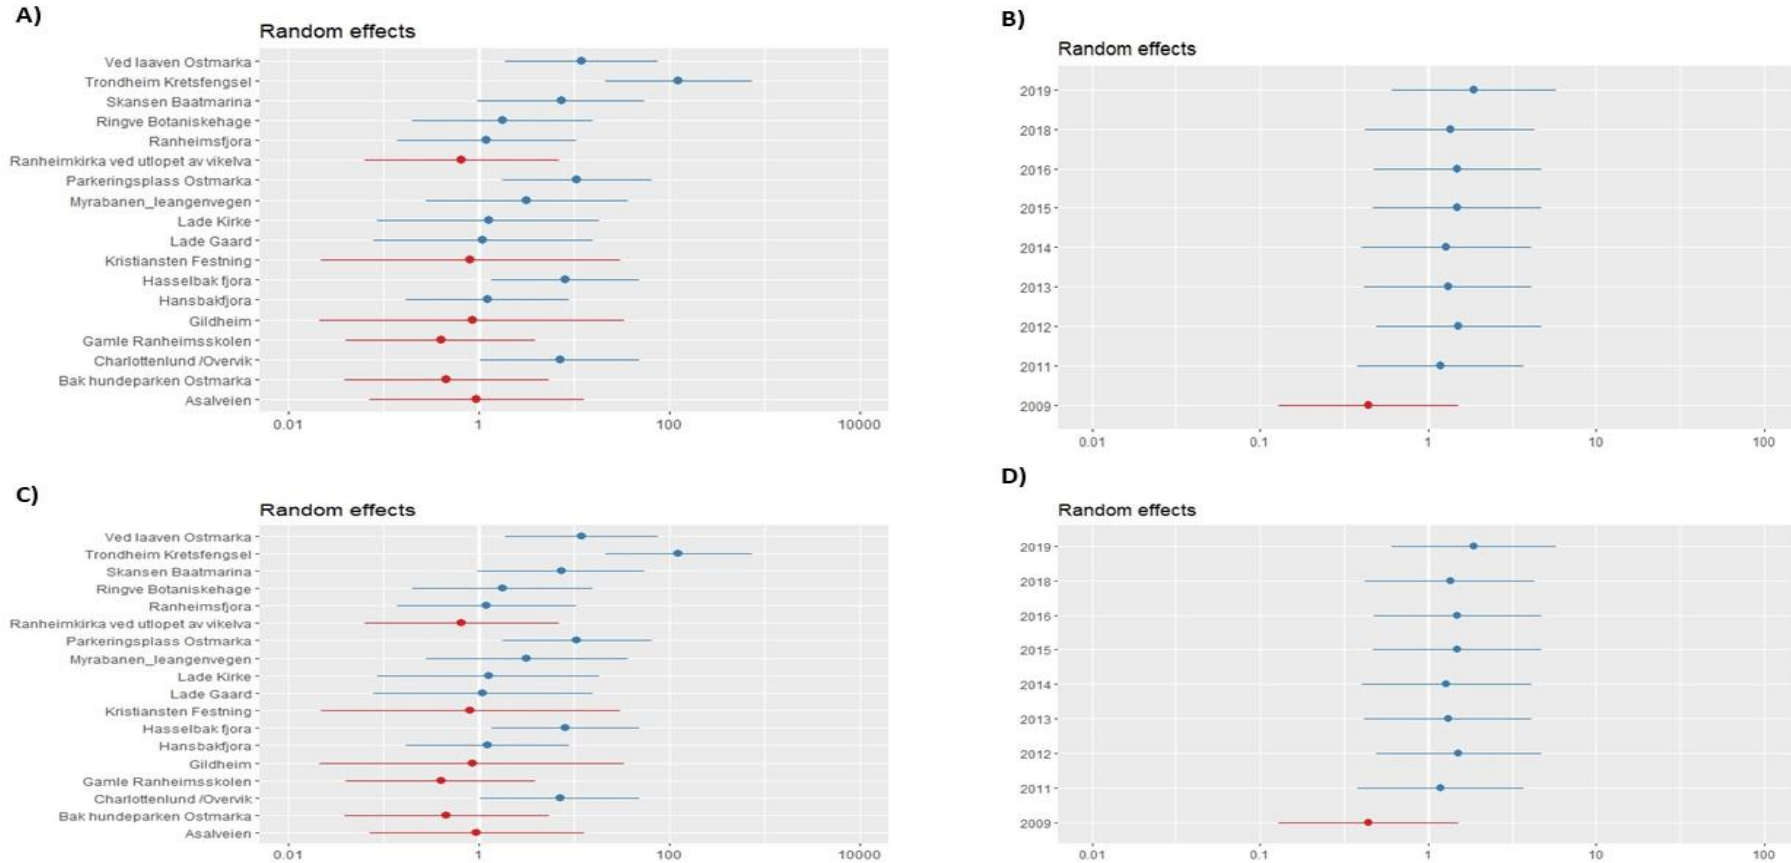 A)
Random effects
Ved laaven Ostmarka
Trondheim Kretsfengsel
Skansen Baatmarina
Ringve Botaniskehage
Ranheimsfjora
Ranheimkirka ved utlopet av vikelva
Parkeringsplass Ostmarka
Myrabanen_leangenvegen
Lade Kirke
Lade Gaard
Kristiansten Festning
Hasselbak fjora
Hansbakfjora
Gildheim
Gamle Ranheimsskolen
Charlottenlund /Overvik
Bak hundeparken Ostmarka
Asalveien
0.01 1 100 10000
B)
Random effects
2019
2018
2016
2015
2014
2013
2012
2011
2009
0.01 0.1 1 10 100
C)
Random effects
Ved laaven Ostmarka
Trondheim Kretsfengsel
Skansen Baatmarina
Ringve Botaniskehage
Ranheimsfjora
Ranheimkirka ved utlopet av vikelva
Parkeringsplass Ostmarka
Myrabanen_leangenvegen
Lade Kirke
Lade Gaard
Kristiansten Festning
Hasselbak fjora
Hansbakfjora
Gildheim
Gamle Ranheimsskolen
Charlottenlund /Overvik
Bak hundeparken Ostmarka
Asalveien
0.01 1 100 10000
D)
Random effects
2019
2018
2016
2015
2014
2013
2012
2011
2009
0.01 0.1 1 10 100